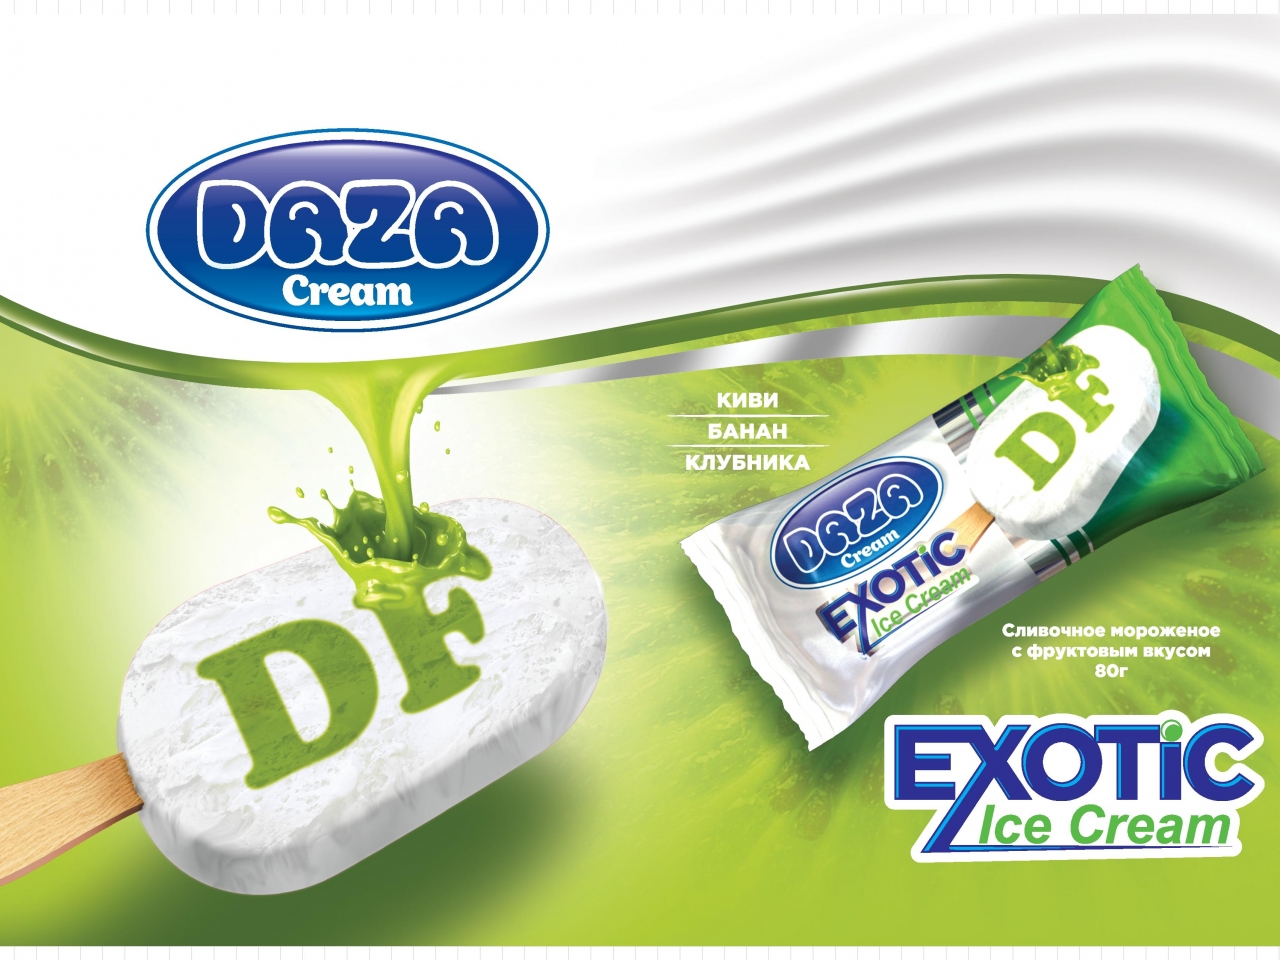 DAZA
Cream
КИВИ
БАНАН
КЛУБНИКА
DF
DF
DAZA
Cream
EXOTiC
Ice Cream
Сливочное мороженое
с фруктовым вкусом
80г
EXOTiC
Ice Cream